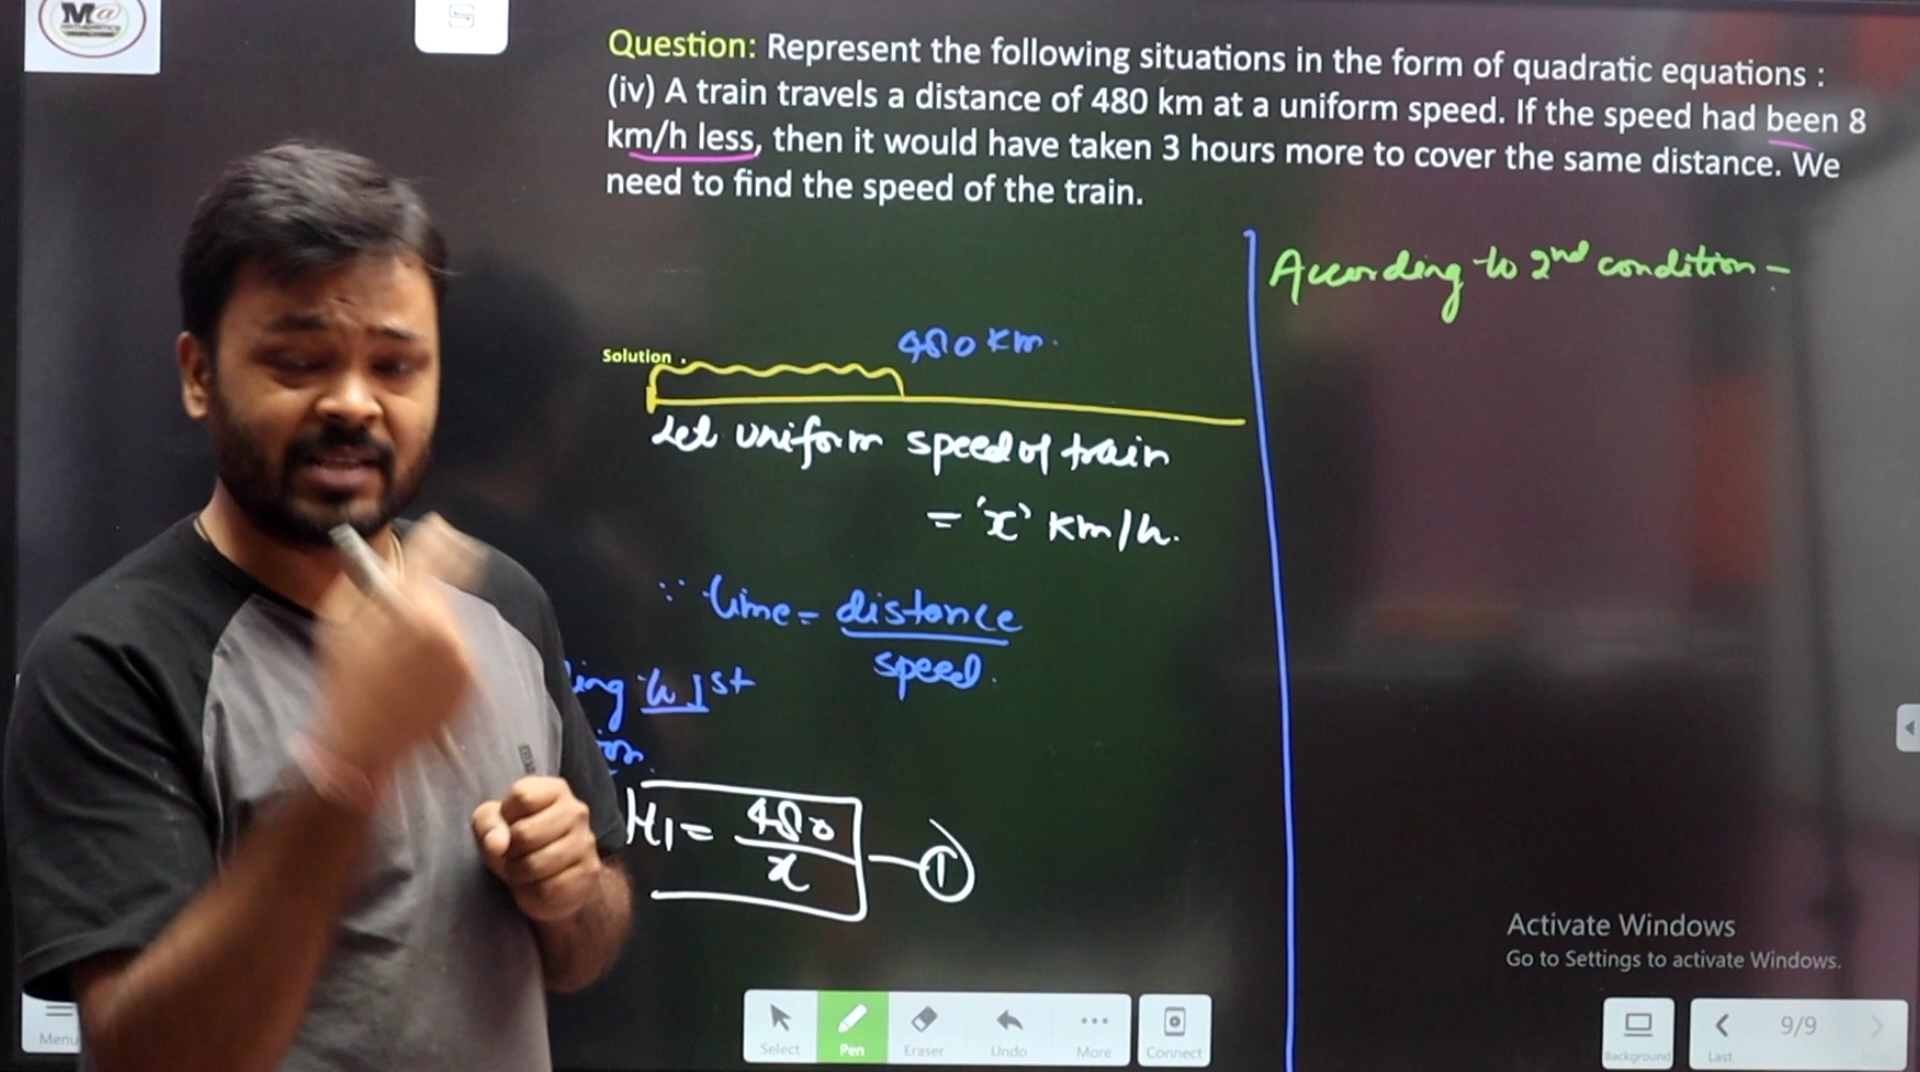 M@
Question: Represent the following situations in the form of quadratic equations :
(iv) A train travels a distance of 480 km at a uniform speed. If the speed had been 8
km/h less, then it would have taken 3 hours more to cover the same distance. We
need to find the speed of the train.
Solution .
480 km.
Let uniform speed of train
= 'x' km/h.
∵ time = distance
speed.
ing to 1st
on.
H1 = 480
x
①
According to 2nd condition -
Activate Windows
Go to Settings to activate Windows.
Menu
Select Pen Eraser Undo More Connect
Background
Last 9/9